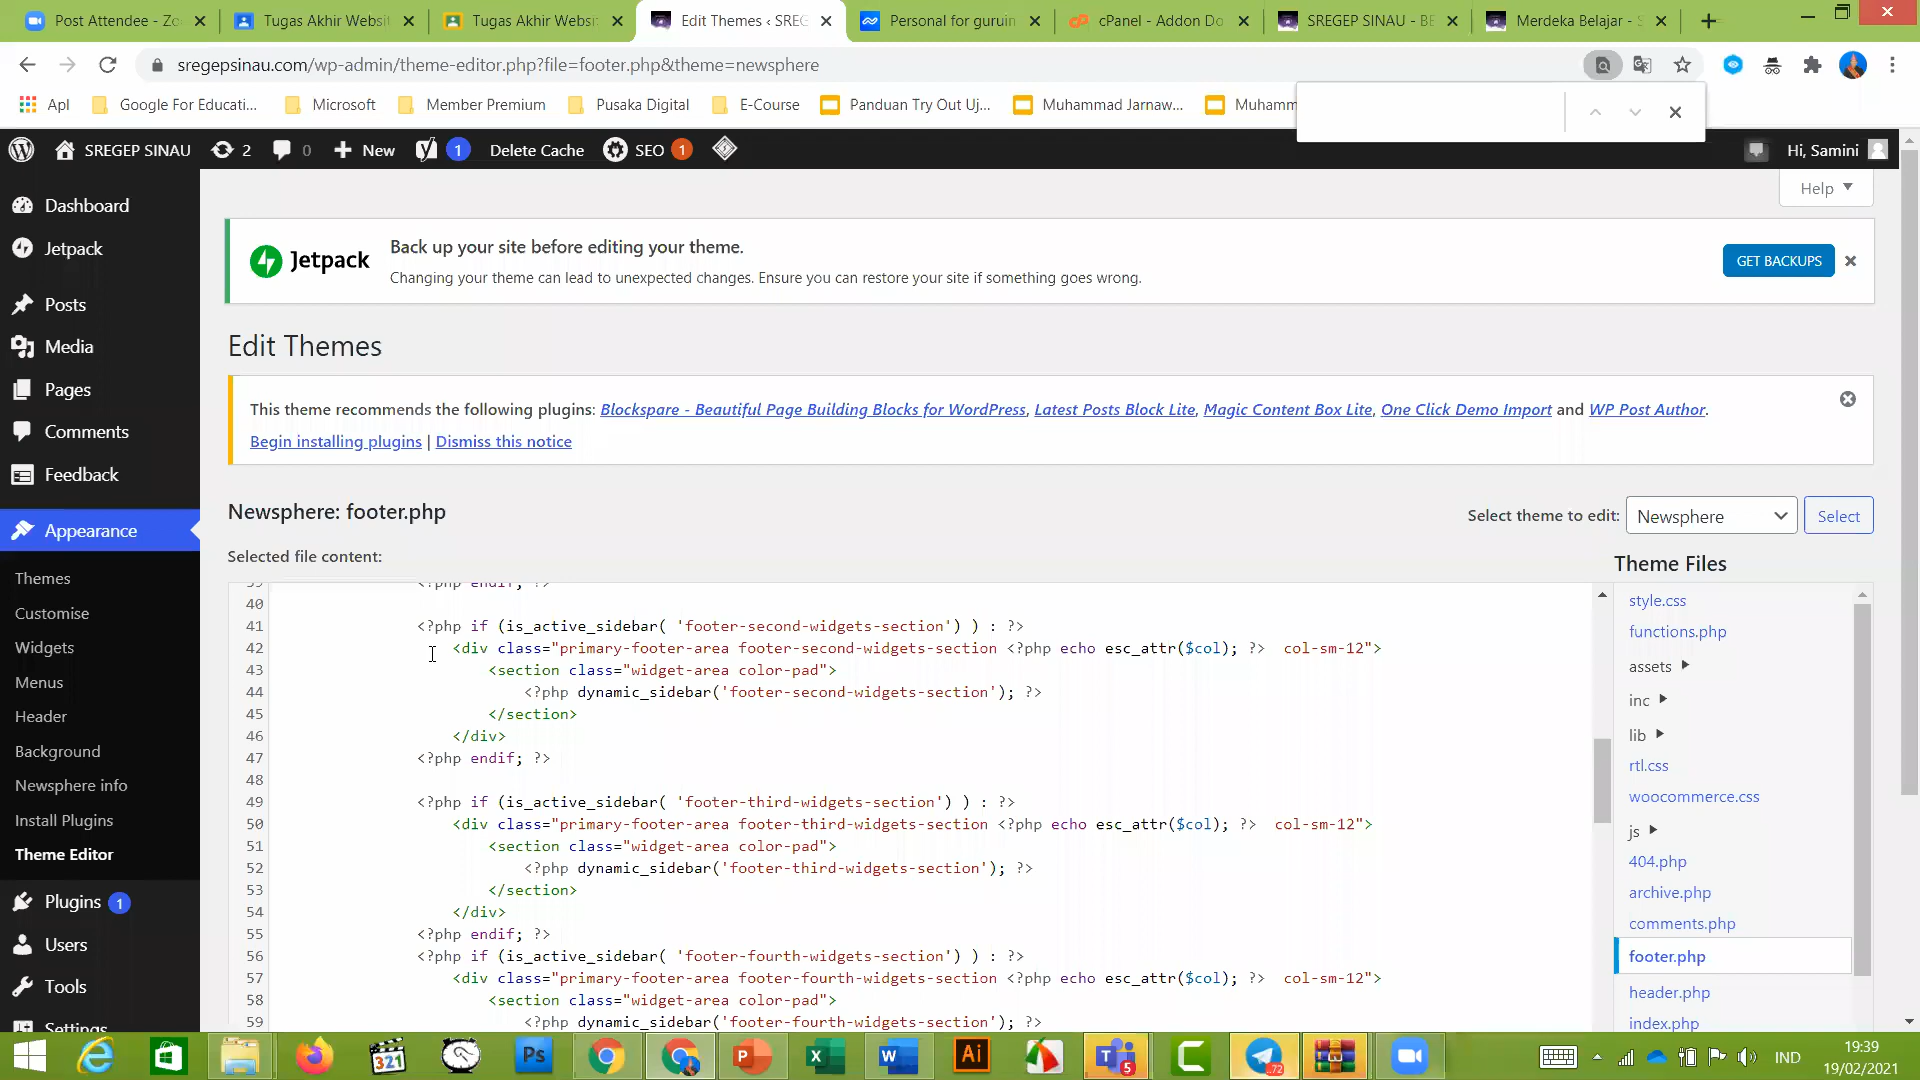 Post Attendee - Zo
Tugas Akhir Websit
Tugas Akhir Websit
Edit Themes ‹ SREG
Personal for guruin
cPanel - Addon Do
SREGEP SINAU - BE
Merdeka Belajar - S
sregepsinau.com/wp-admin/theme-editor.php?file=footer.php&theme=newsphere
Apl
Google For Educati...
Microsoft
Member Premium
Pusaka Digital
E-Course
Panduan Try Out Uj...
Muhammad Jarnaw...
Muhamm
SREGEP SINAU
2
0
New
1
Delete Cache
SEO 1
Hi, Samini
Help
Dashboard
Jetpack
Posts
Media
Pages
Comments
Feedback
Appearance
Themes
Customise
Widgets
Menus
Header
Background
Newsphere info
Install Plugins
Theme Editor
Plugins 1
Users
Tools
Settings
Jetpack
Back up your site before editing your theme.
Changing your theme can lead to unexpected changes. Ensure you can restore your site if something goes wrong.
GET BACKUPS
Edit Themes
This theme recommends the following plugins: Blockspare - Beautiful Page Building Blocks for WordPress, Latest Posts Block Lite, Magic Content Box Lite, One Click Demo Import and WP Post Author.
Begin installing plugins | Dismiss this notice
Newsphere: footer.php
Select theme to edit: Newsphere Select
Selected file content:
39 <?php endif; ?>
40
41 <?php if (is_active_sidebar( 'footer-second-widgets-section') ) : ?>
42 <div class="primary-footer-area footer-second-widgets-section <?php echo esc_attr($col); ?> col-sm-12">
43 <section class="widget-area color-pad">
44 <?php dynamic_sidebar('footer-second-widgets-section'); ?>
45 </section>
46 </div>
47 <?php endif; ?>
48
49 <?php if (is_active_sidebar( 'footer-third-widgets-section') ) : ?>
50 <div class="primary-footer-area footer-third-widgets-section <?php echo esc_attr($col); ?> col-sm-12">
51 <section class="widget-area color-pad">
52 <?php dynamic_sidebar('footer-third-widgets-section'); ?>
53 </section>
54 </div>
55 <?php endif; ?>
56 <?php if (is_active_sidebar( 'footer-fourth-widgets-section') ) : ?>
57 <div class="primary-footer-area footer-fourth-widgets-section <?php echo esc_attr($col); ?> col-sm-12">
58 <section class="widget-area color-pad">
59 <?php dynamic_sidebar('footer-fourth-widgets-section'); ?>
Theme Files
style.css
functions.php
assets
inc
lib
rtl.css
woocommerce.css
js
404.php
archive.php
comments.php
footer.php
header.php
index.php
321
Ps
Ai
5
72
IND
19:39
19/02/2021